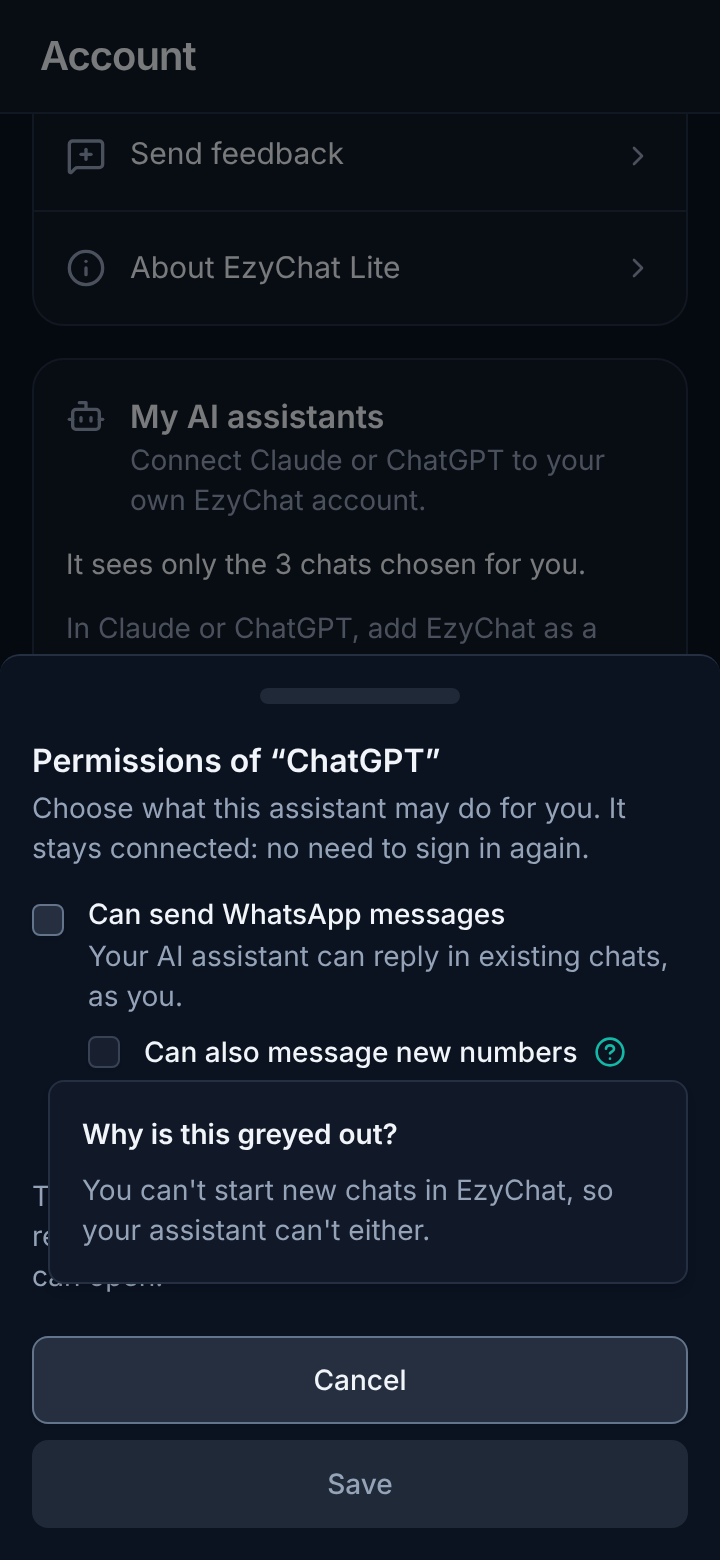 Account
Send feedback
About EzyChat Lite
My AI assistants
Connect Claude or ChatGPT to your
own EzyChat account.
It sees only the 3 chats chosen for you.
In Claude or ChatGPT, add EzyChat as a
Permissions of “ChatGPT”
Choose what this assistant may do for you. It
stays connected: no need to sign in again.
Can send WhatsApp messages
Your AI assistant can reply in existing chats,
as you.
Can also message new numbers
Why is this greyed out?
You can't start new chats in EzyChat, so
your assistant can't either.
can open.
Cancel
Save